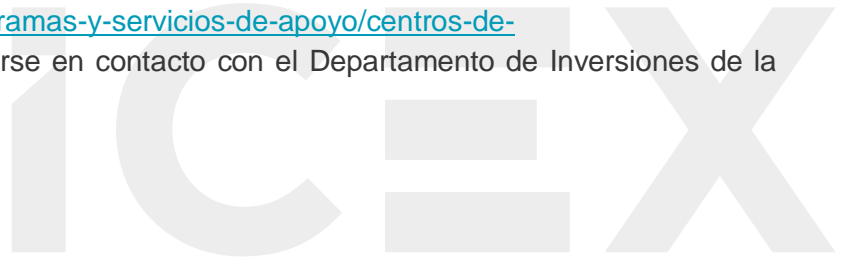 ramas-y-servicios-de-apoyo/centros-de-
rse en contacto con el Departamento de Inversiones de la
ICEX